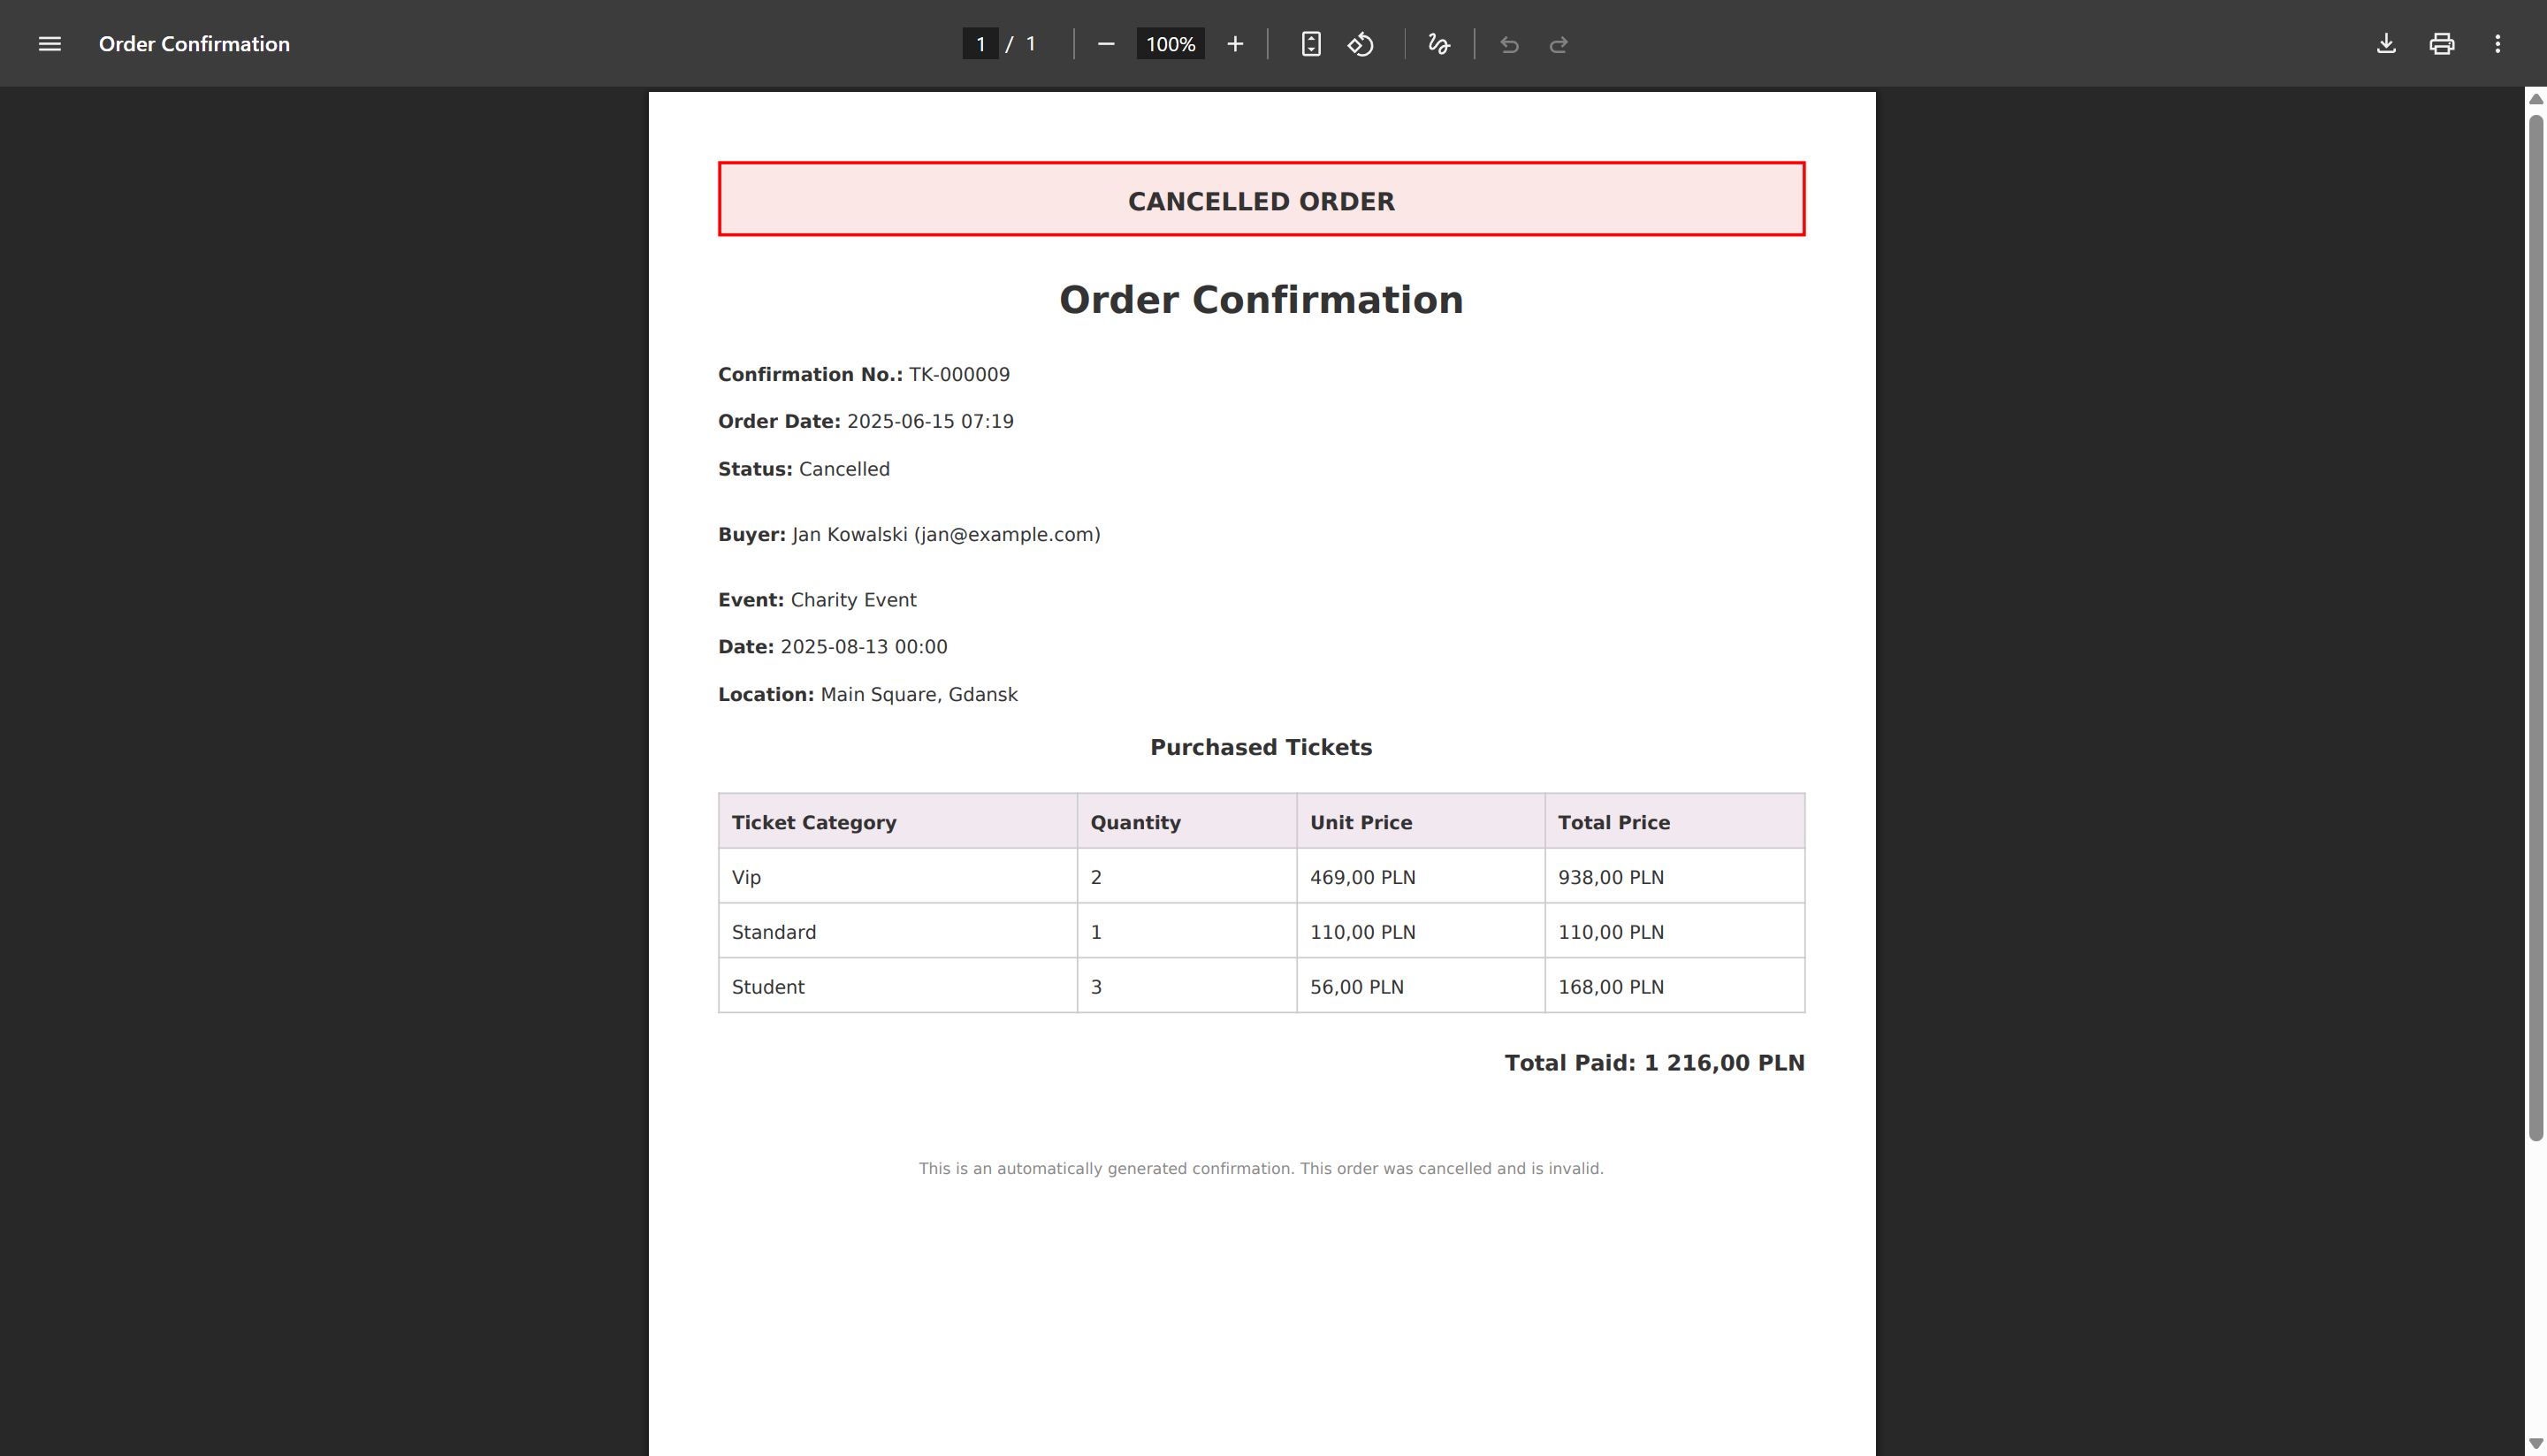 Order Confirmation
1 / 1
100%
CANCELLED ORDER
Order Confirmation
Confirmation No.: TK-000009
Order Date: 2025-06-15 07:19
Status: Cancelled
Buyer: Jan Kowalski (jan@example.com)
Event: Charity Event
Date: 2025-08-13 00:00
Location: Main Square, Gdansk
Purchased Tickets
Ticket Category Quantity Unit Price Total Price
Vip 2 469,00 PLN 938,00 PLN
Standard 1 110,00 PLN 110,00 PLN
Student 3 56,00 PLN 168,00 PLN
Total Paid: 1 216,00 PLN
This is an automatically generated confirmation. This order was cancelled and is invalid.